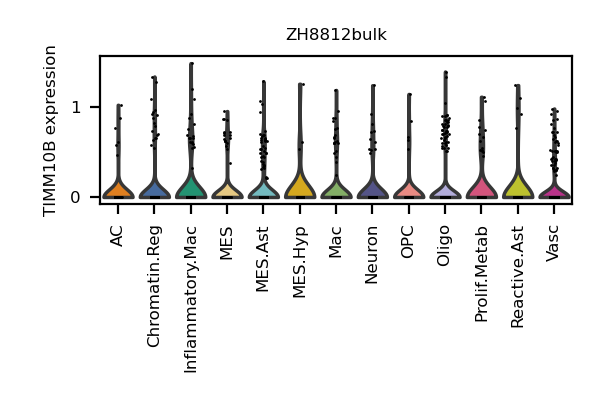 ZH8812bulk
TIMM10B expression
1
0
AC
Chromatin.Reg
Inflammatory.Mac
MES
MES.Ast
MES.Hyp
Mac
Neuron
OPC
Oligo
Prolif.Metab
Reactive.Ast
Vasc